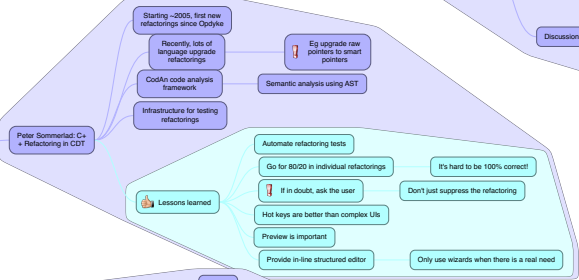 Starting ~2005, first new
refactorings since Opdyke
Recently, lots of
language upgrade
refactorings
Eg upgrade raw
pointers to smart
pointers
CodAn code analysis
framework
Semantic analysis using AST
Infrastructure for testing
refactorings
Peter Sommerlad: C+
+ Refactoring in CDT
Discussion
Lessons learned
Automate refactoring tests
Go for 80/20 in individual refactorings
It's hard to be 100% correct!
If in doubt, ask the user
Don't just suppress the refactoring
Hot keys are better than complex UIs
Preview is important
Provide in-line structured editor
Only use wizards when there is a real need